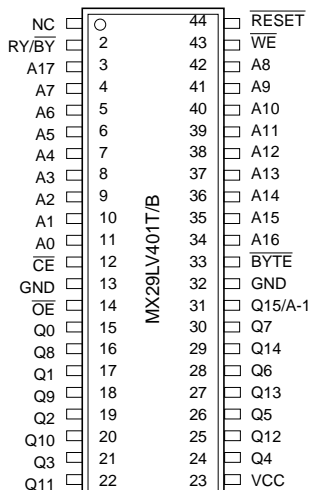 NC 44 RESET
RY/BY 2 43 WE
A17 3 42 A8
A7 4 41 A9
A6 5 40 A10
A5 6 39 A11
A4 7 38 A12
A3 8 37 A13
A2 9 36 A14
A1 10 35 A15
A0 11 34 A16
CE 12 33 BYTE
GND 13 32 GND
OE 14 31 Q15/A-1
Q0 15 30 Q7
Q8 16 29 Q14
Q1 17 28 Q6
Q9 18 27 Q13
Q2 19 26 Q5
Q10 20 25 Q12
Q3 21 24 Q4
Q11 22 23 VCC
MX29LV401T/B